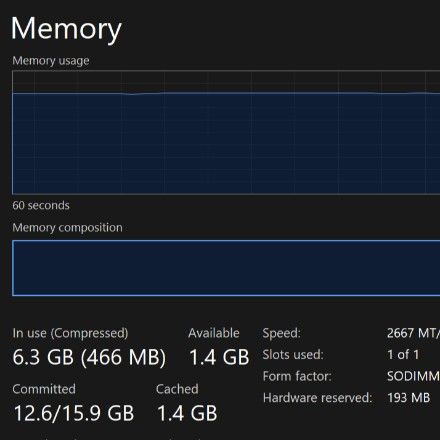 Memory
Memory usage
60 seconds
Memory composition
In use (Compressed)
6.3 GB (466 MB)
Available
1.4 GB
Committed
12.6/15.9 GB
Cached
1.4 GB
Speed: 2667 MT/
Slots used: 1 of 1
Form factor: SODIMM
Hardware reserved: 193 MB